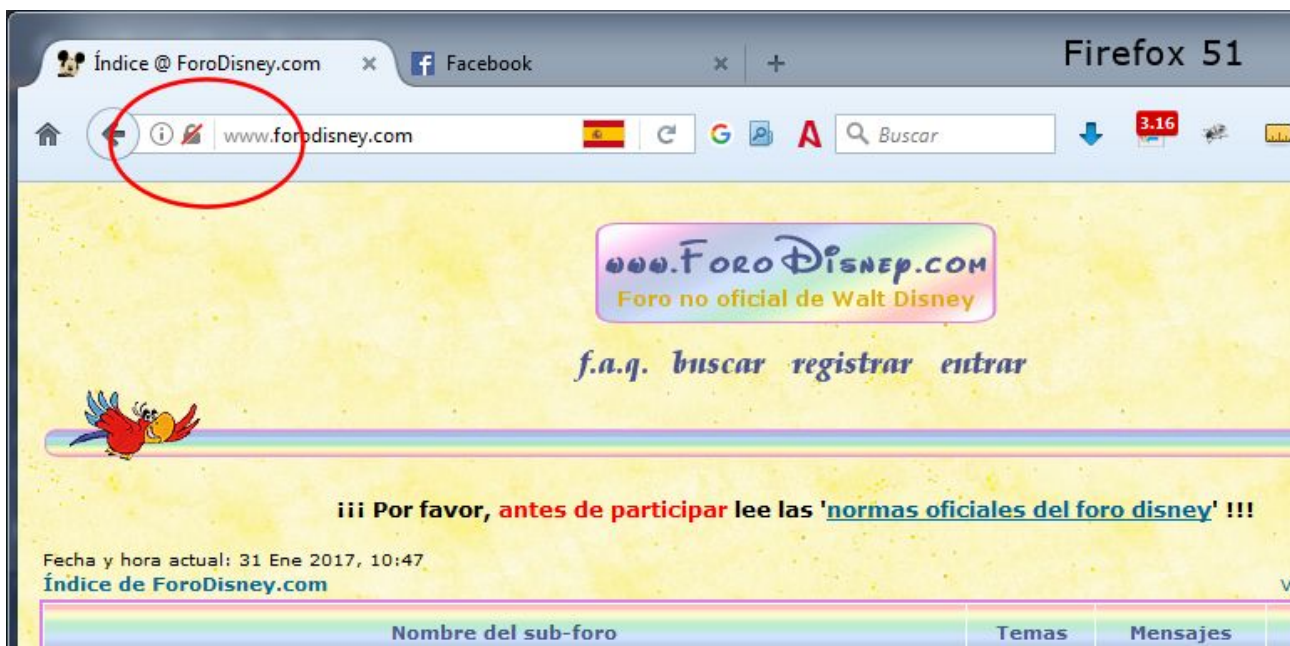 Índice @ ForoDisney.com
Facebook
Firefox 51
www.forodisney.com
Buscar
3.16
www.ForoDisney.com
Foro no oficial de Walt Disney
f.a.q. buscar registrar entrar
¡¡¡ Por favor, antes de participar lee las 'normas oficiales del foro disney' !!!
Fecha y hora actual: 31 Ene 2017, 10:47
Índice de ForoDisney.com
Nombre del sub-foro Temas Mensajes